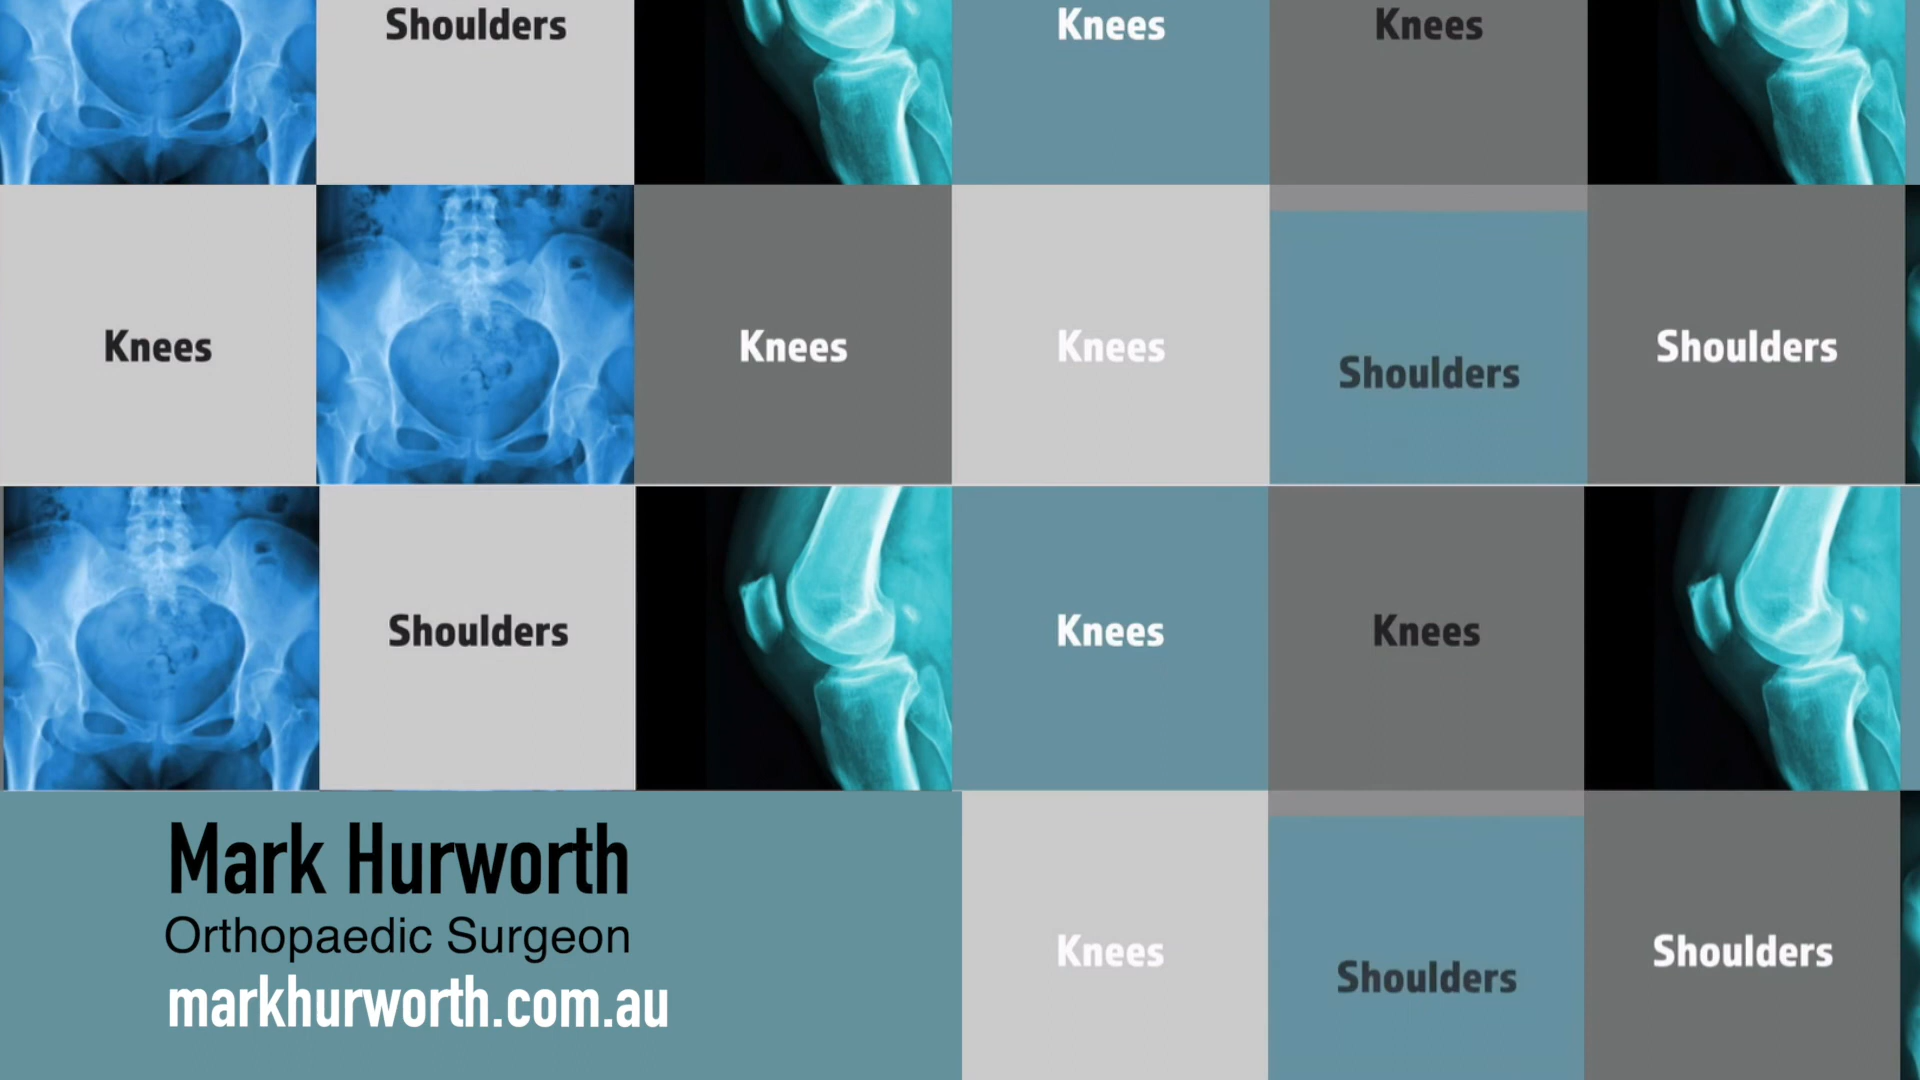 Shoulders
Knees
Knees
Knees
Knees
Knees
Shoulders
Shoulders
Shoulders
Knees
Knees
Mark Hurworth
Orthopaedic Surgeon
markhurworth.com.au
Knees
Shoulders
Shoulders